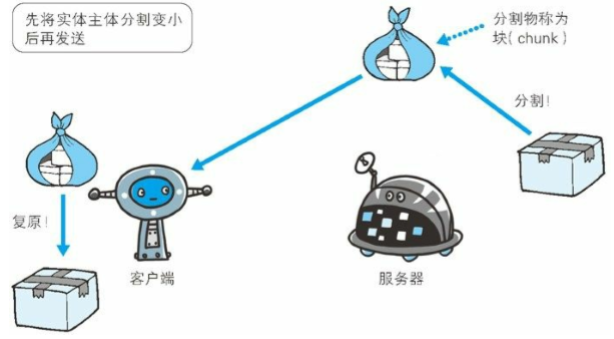 先将实体主体分割变小
后再发送
分割物称为
块( chunk )
分割!
复原!
客户端
服务器